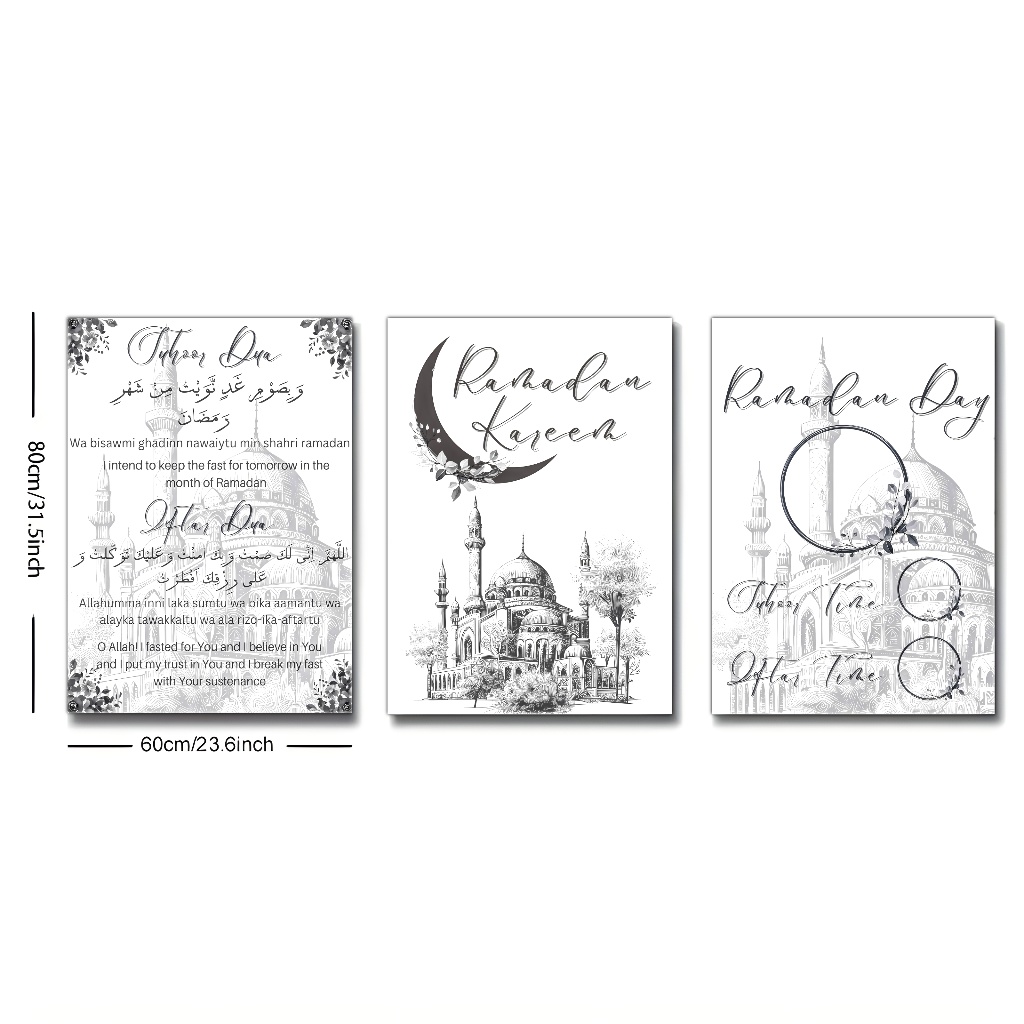 80cm/31.5inch
Suhoor Dua
وَبِصَوْمِ غَدٍ نَّوَيْتُ مِنْ شَهْرِ
رَمَضَانَ
Wa bisawmi ghadinn nawaiytu min shahri ramadan
I intend to keep the fast for tomorrow in the
month of Ramadan
Iftar Dua
اللَّهُمَّ اِنِّى لَكَ صُمْتُ وَبِكَ امَنْتُ وَعَلَيْكَ تَوَكَّلْتُ وَ
عَلَى رِزْقِكَ اَفْطَرْتُ
Allahumma inni laka sumtu wa bika aamantu wa
alayka tawakkaltu wa ala rizq-ika-aftartu
O Allah! I fasted for You and I believe in You
and I put my trust in You and I break my fast
with Your sustenance
60cm/23.6inch
Ramadan
Kareem
Ramadan Day
Suhoor Time
Iftar Time